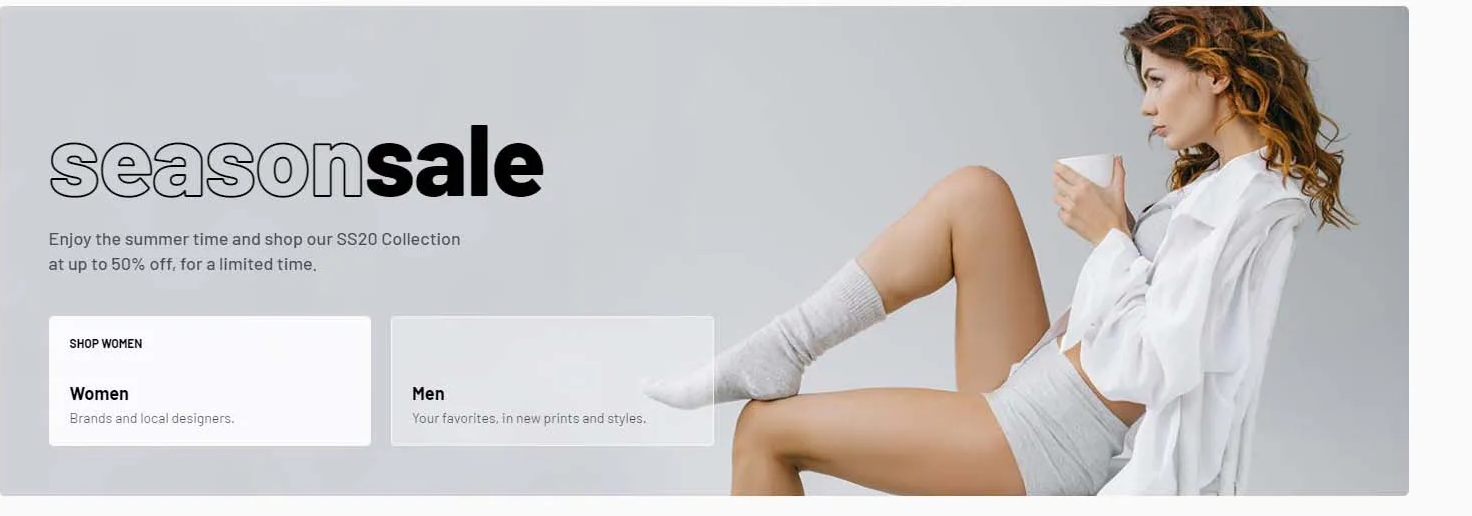 seasonsale
Enjoy the summer time and shop our SS20 Collection
at up to 50% off, for a limited time.
SHOP WOMEN
Women
Brands and local designers.
Men
Your favorites, in new prints and styles.